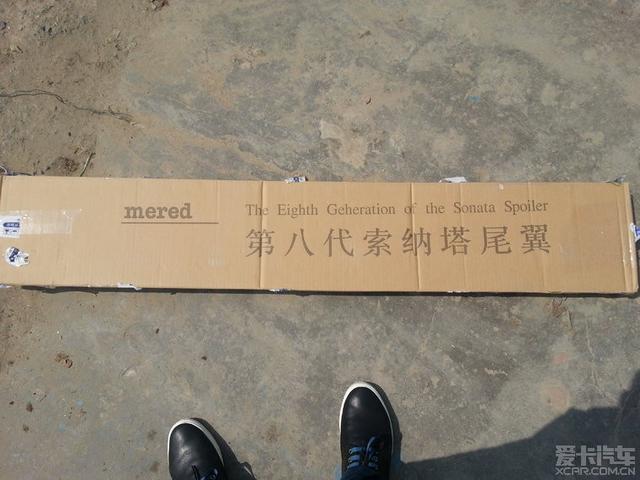 mered
The Eighth Geheration of the Sonata Spoiler
第八代索纳塔尾翼
爱卡汽车
XCAR.COM.CN